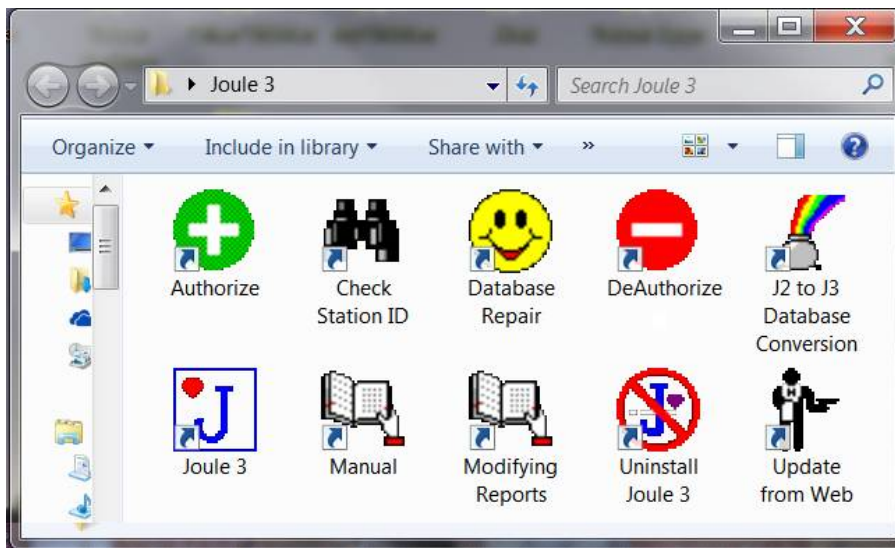 Joule 3
Search Joule 3
Organize
Include in library
Share with
»
Authorize
Check
Station ID
Database
Repair
DeAuthorize
J2 to J3
Database
Conversion
J
Joule 3
Manual
Modifying
Reports
J
Uninstall
Joule 3
Update
from Web